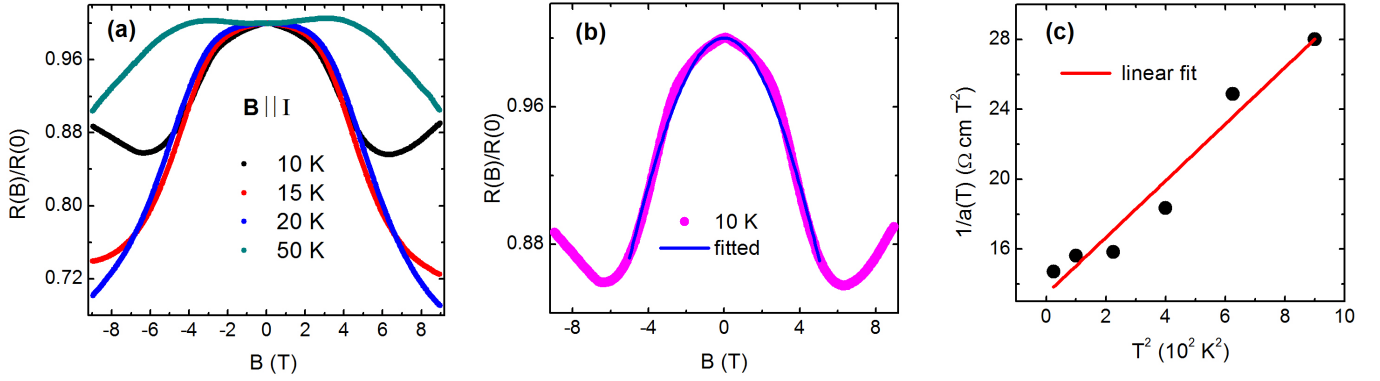 (a)
0.96
0.88
0.80
0.72
R(B)/R(0)
B || I
10 K
15 K
20 K
50 K
-8 -6 -4 -2 0 2 4 6 8
B (T)
(b)
0.96
0.88
R(B)/R(0)
10 K
fitted
-8 -4 0 4 8
B (T)
(c)
28
24
20
16
1/a(T) (Ω cm T²)
linear fit
0 2 4 6 8 10
T² (10² K²)